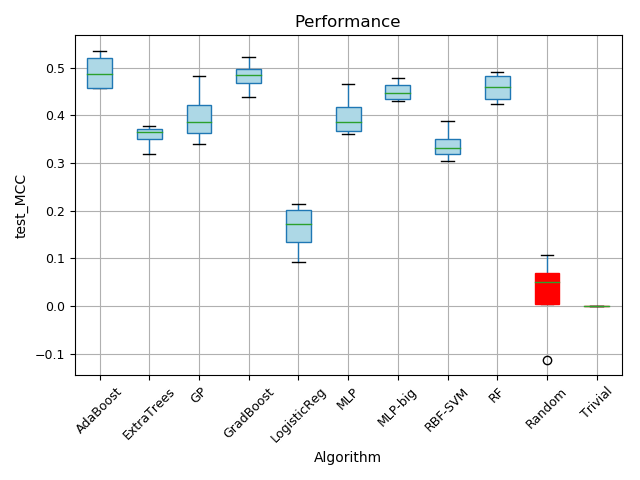 Performance
test_MCC
0.5
0.4
0.3
0.2
0.1
0.0
−0.1
AdaBoost
ExtraTrees
GP
GradBoost
LogisticReg
MLP
MLP-big
RBF-SVM
RF
Random
Trivial
Algorithm